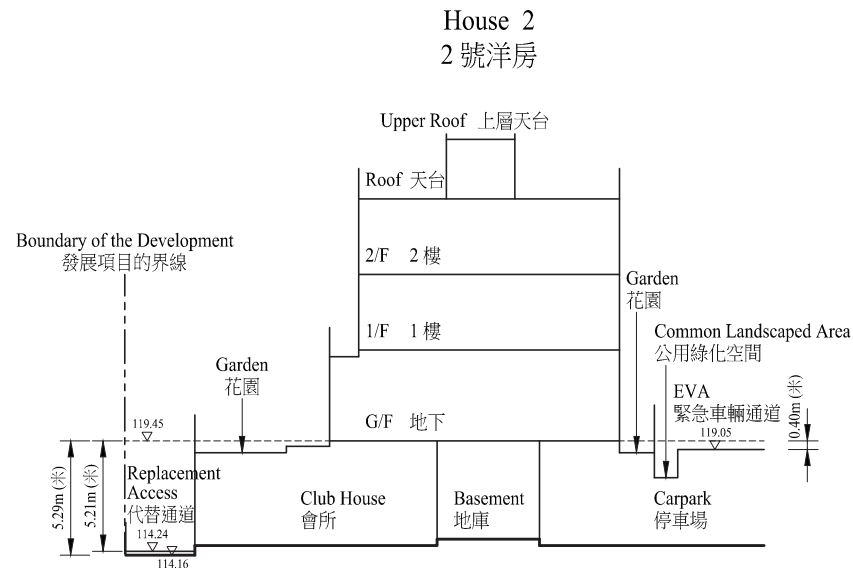 House 2
2 號洋房
Upper Roof 上層天台
Roof 天台
Boundary of the Development
發展項目的界線
2/F 2 樓
Garden
花園
1/F 1 樓
Common Landscaped Area
公用綠化空間
Garden
花園
EVA
緊急車輛通道
G/F 地下
119.45
119.05
0.40m (米)
5.29m (米)
5.21m (米)
Replacement
Access
代替通道
Club House
會所
Basement
地庫
Carpark
停車場
114.24
114.16